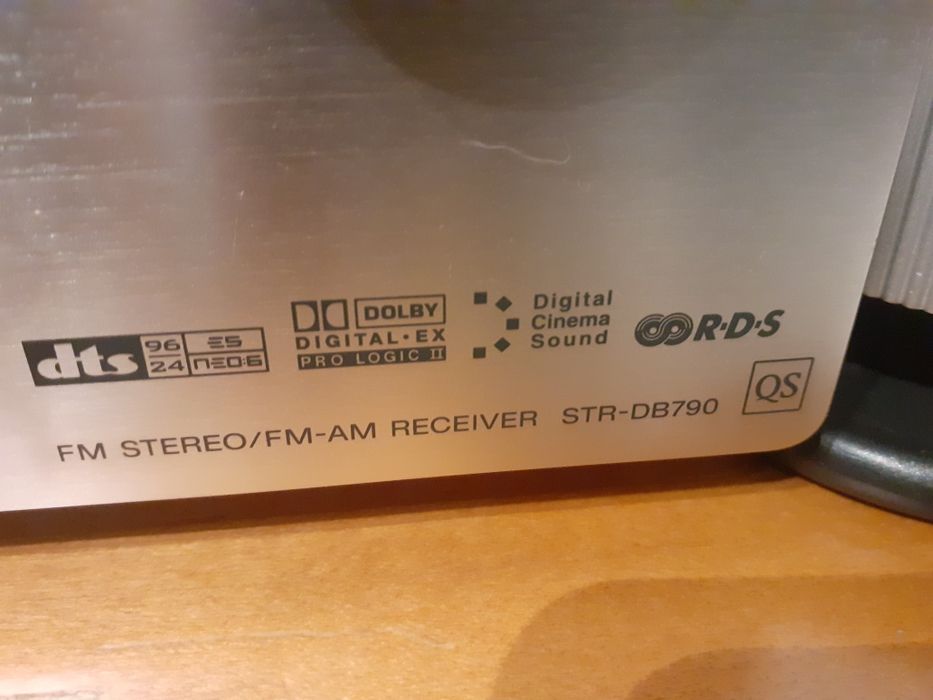 dts 96 24 ES NEO:6
DOLBY
DIGITAL·EX
PRO LOGIC II
Digital
Cinema
Sound
R·D·S
FM STEREO/FM-AM RECEIVER STR-DB790
QS